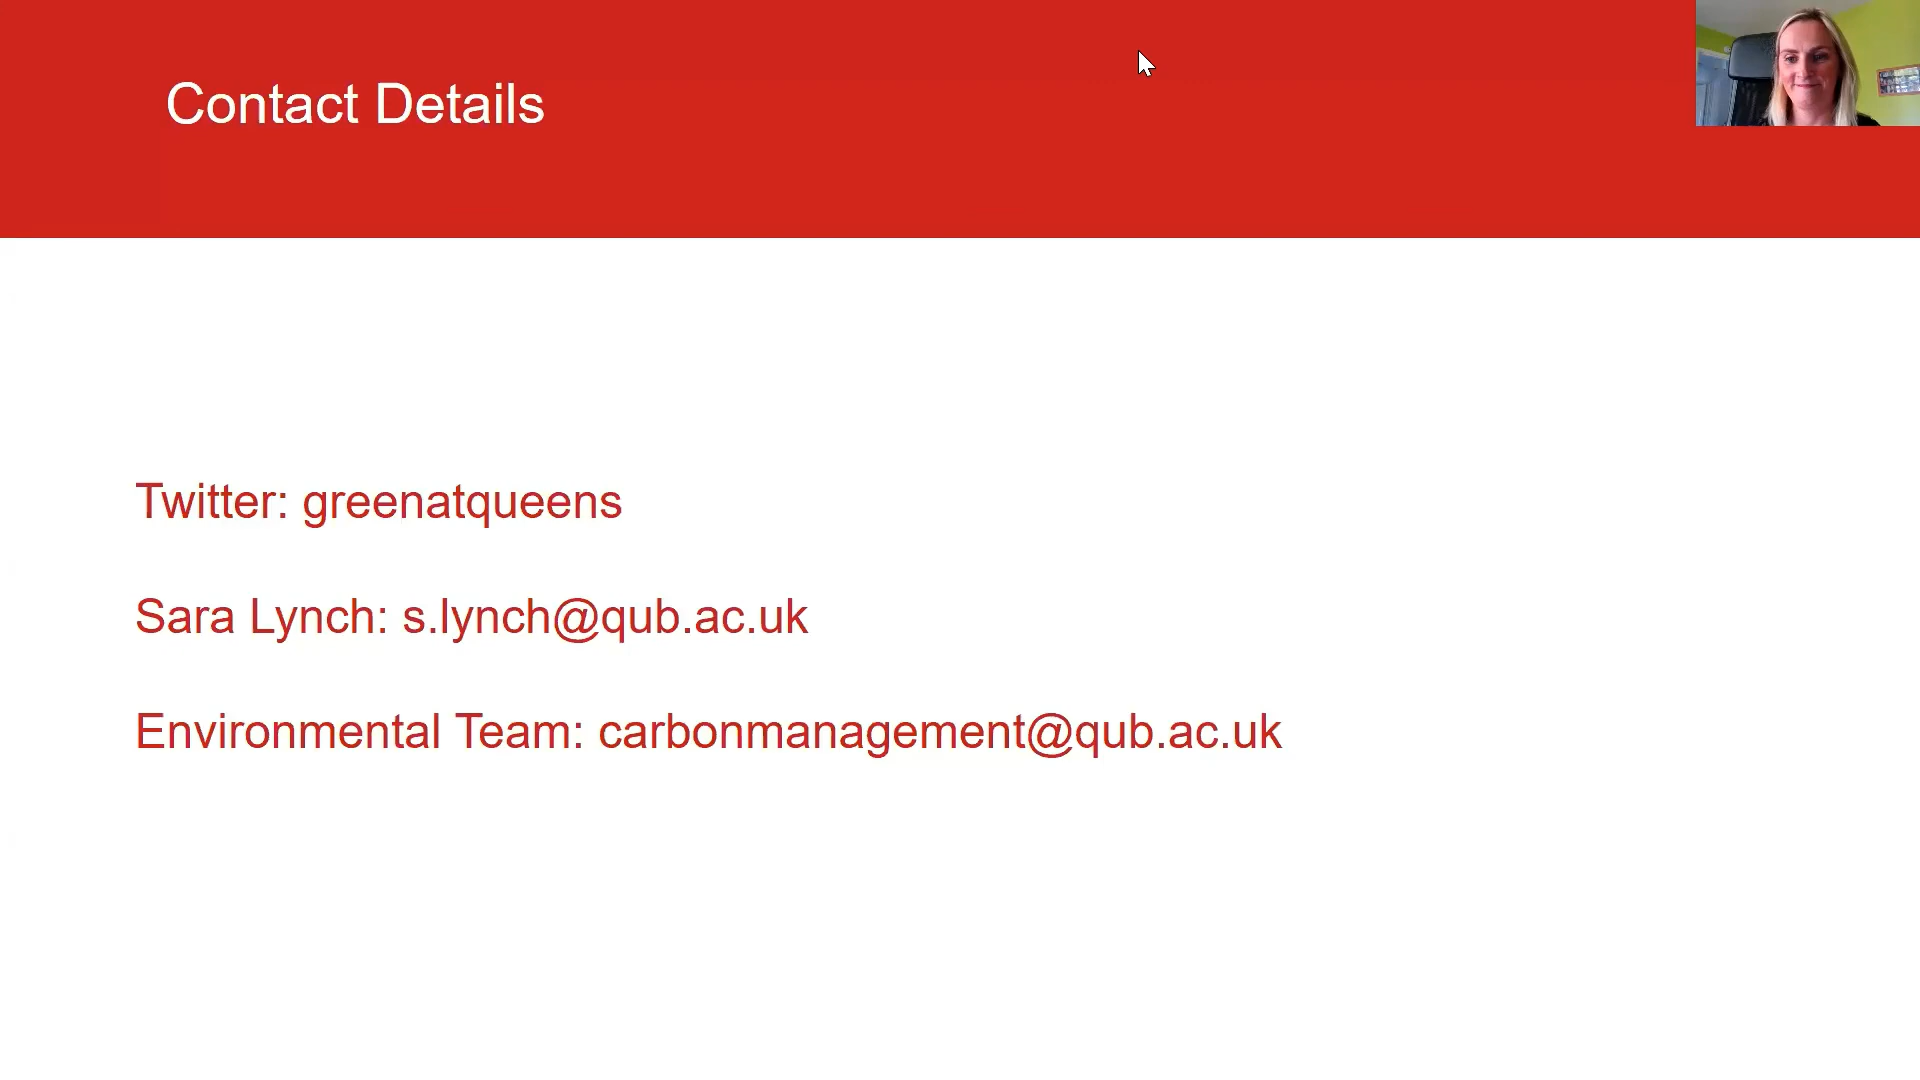 Contact Details
Twitter: greenatqueens
Sara Lynch: s.lynch@qub.ac.uk
Environmental Team: carbonmanagement@qub.ac.uk